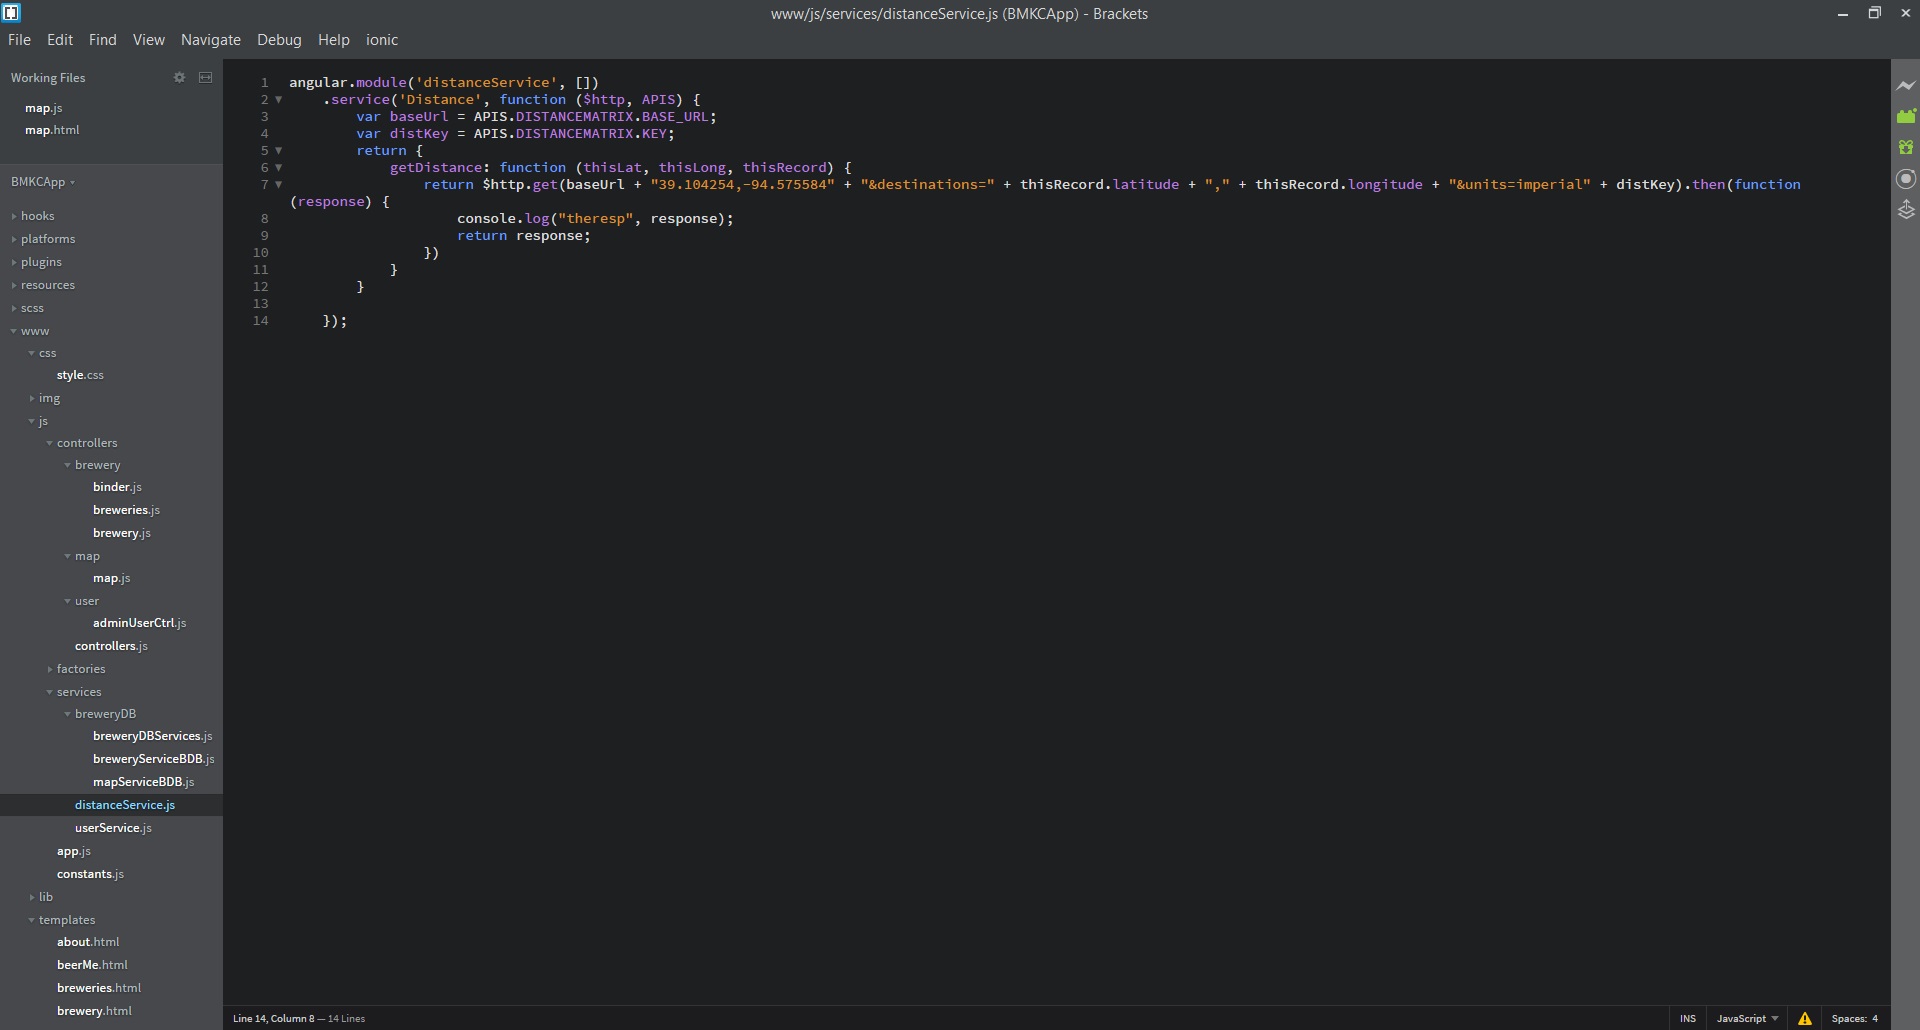 www/js/services/distanceService.js (BMKCApp) - Brackets
File Edit Find View Navigate Debug Help ionic
Working Files
map.js
map.html
BMKCApp
hooks
platforms
plugins
resources
scss
www
css
style.css
img
js
controllers
brewery
binder.js
breweries.js
brewery.js
map
map.js
user
adminUserCtrl.js
controllers.js
factories
services
breweryDB
breweryDBServices.js
breweryServiceBDB.js
mapServiceBDB.js
distanceService.js
userService.js
app.js
constants.js
lib
templates
about.html
beerMe.html
breweries.html
brewery.html
1 angular.module('distanceService', [])
2 .service('Distance', function ($http, APIS) {
3 var baseUrl = APIS.DISTANCEMATRIX.BASE_URL;
4 var distKey = APIS.DISTANCEMATRIX.KEY;
5 return {
6 getDistance: function (thisLat, thisLong, thisRecord) {
7 return $http.get(baseUrl + "39.104254,-94.575584" + "&destinations=" + thisRecord.latitude + "," + thisRecord.longitude + "&units=imperial" + distKey).then(function
(response) {
8 console.log("theresp", response);
9 return response;
10 })
11 }
12 }
13
14 });
Line 14, Column 8 — 14 Lines
INS JavaScript Spaces: 4